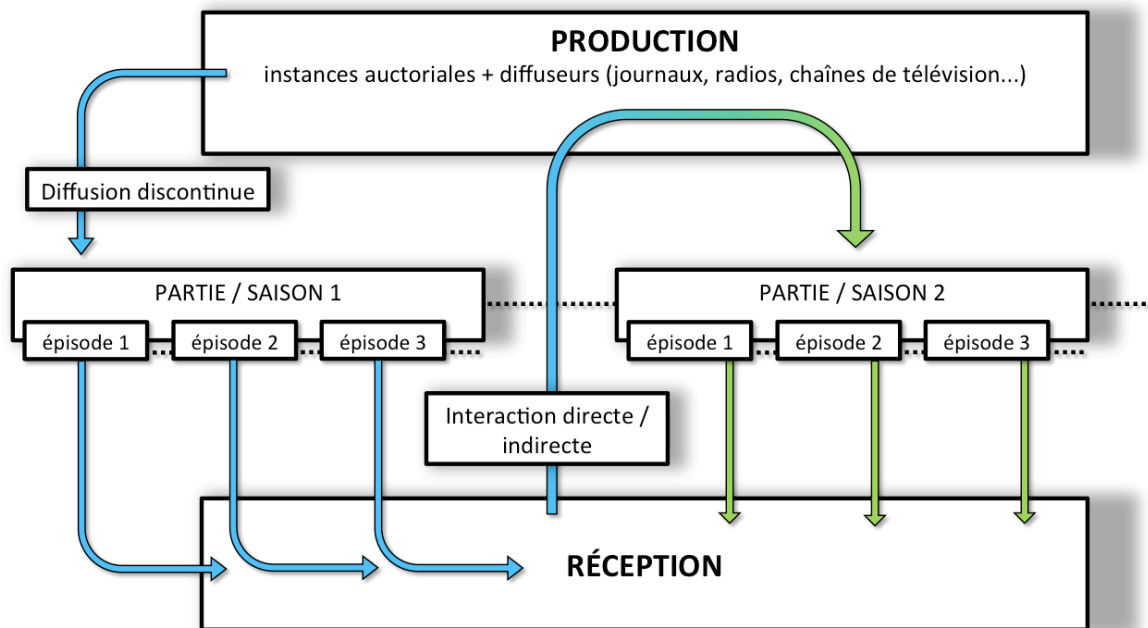 PRODUCTION
instances auctoriales + diffuseurs (journaux, radios, chaînes de télévision...)
Diffusion discontinue
PARTIE / SAISON 1
épisode 1
épisode 2
épisode 3
PARTIE / SAISON 2
épisode 1
épisode 2
épisode 3
Interaction directe /
indirecte
RÉCEPTION